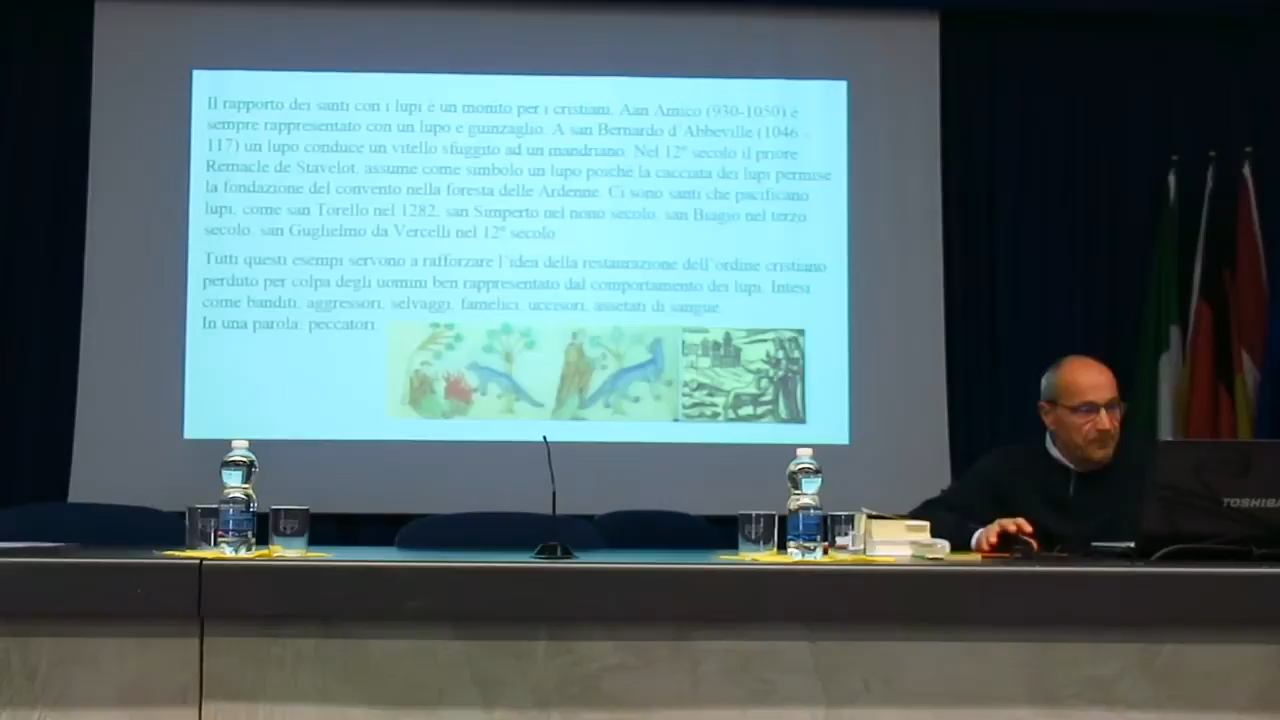 Il rapporto dei santi con i lupi è un monito per i cristiani. Aan Amico (930-1050) è
sempre rappresentato con un lupo e guinzaglio. A san Bernardo d'Abbeville (1046 -
117) un lupo conduce un vitello sfuggito ad un mandriano. Nel 12º secolo il priore
Remacle de Stavelot, assume come simbolo un lupo poiché la cacciata dei lupi permise
la fondazione del convento nella foresta delle Ardenne. Ci sono santi che pacificano
lupi, come san Torello nel 1282, san Simperto nel nono secolo, san Biagio nel terzo
secolo, san Guglielmo da Vercelli nel 12º secolo
Tutti questi esempi servono a rafforzare l'idea della restaurazione dell'ordine cristiano
perduto per colpa degli uomini ben rappresentato dal comportamento dei lupi. Intesi
come banditi, aggressori, selvaggi, famelici, uccisori, assetati di sangue.
In una parola: peccatori.
TOSHIBA